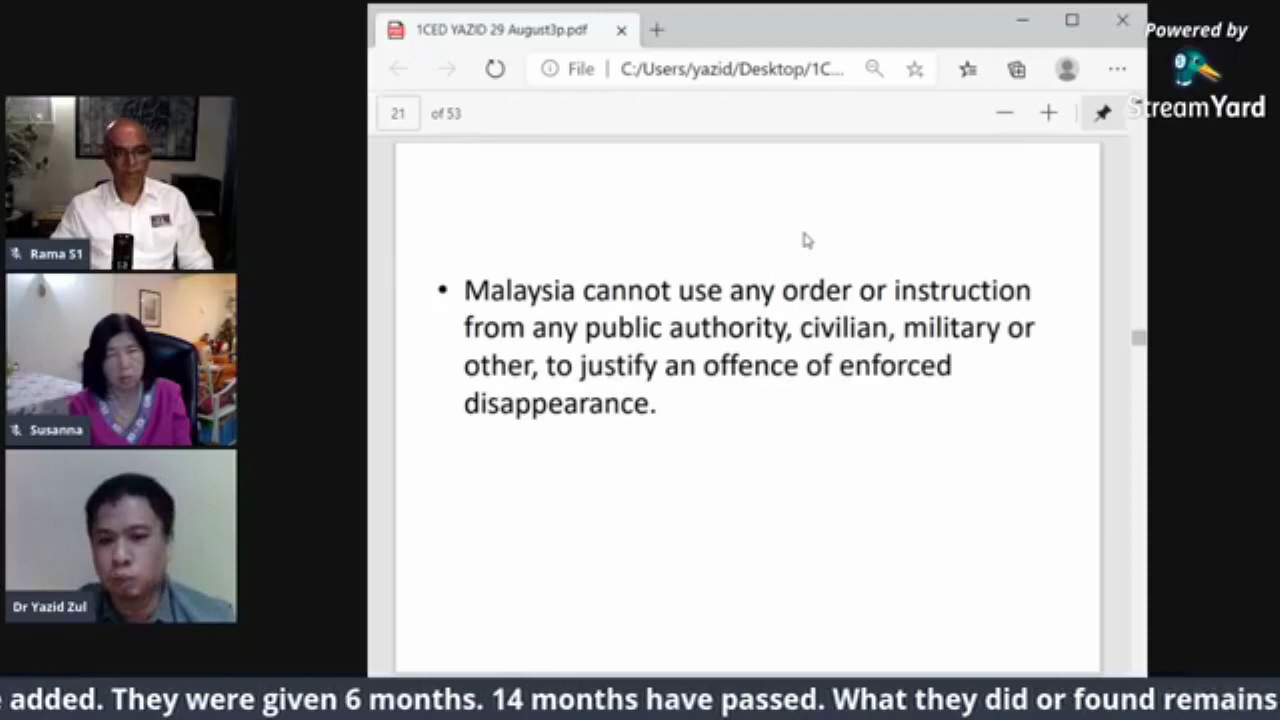 1CED YAZID 29 August3p.pdf
Powered by
StreamYard
File
C:/Users/yazid/Desktop/1C...
21 of 53
Rama S1
Susanna
Dr Yazid Zul
• Malaysia cannot use any order or instruction
from any public authority, civilian, military or
other, to justify an offence of enforced
disappearance.
added. They were given 6 months. 14 months have passed. What they did or found remains